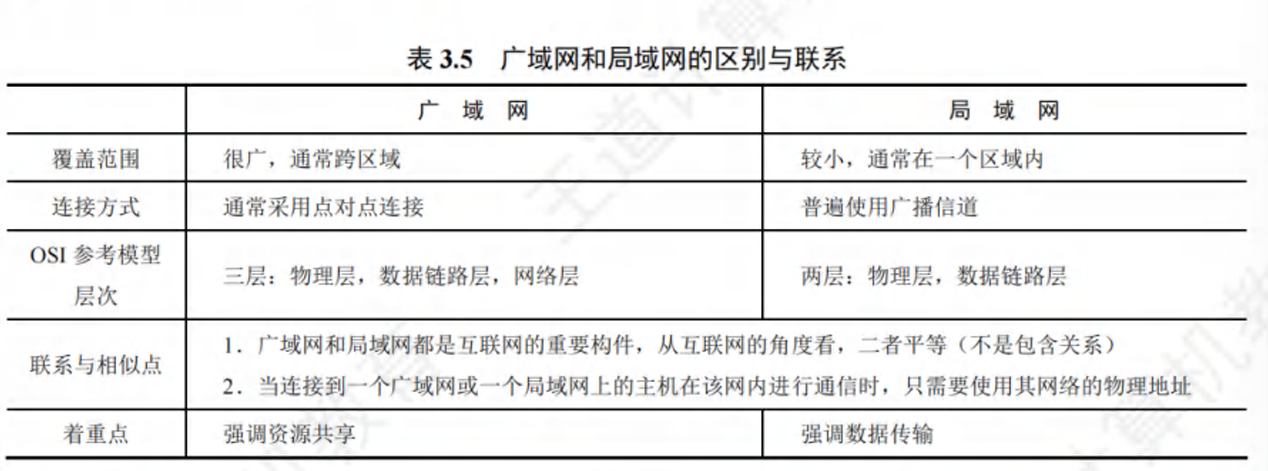 表 3.5 广域网和局域网的区别与联系
广 域 网 局 域 网
覆盖范围 很广，通常跨区域 较小，通常在一个区域内
连接方式 通常采用点对点连接 普遍使用广播信道
OSI 参考模型
层次 三层：物理层，数据链路层，网络层 两层：物理层，数据链路层
联系与相似点
1．广域网和局域网都是互联网的重要构件，从互联网的角度看，二者平等（不是包含关系）
2．当连接到一个广域网或一个局域网上的主机在该网内进行通信时，只需要使用其网络的物理地址
着重点 强调资源共享 强调数据传输
王道计算机教育